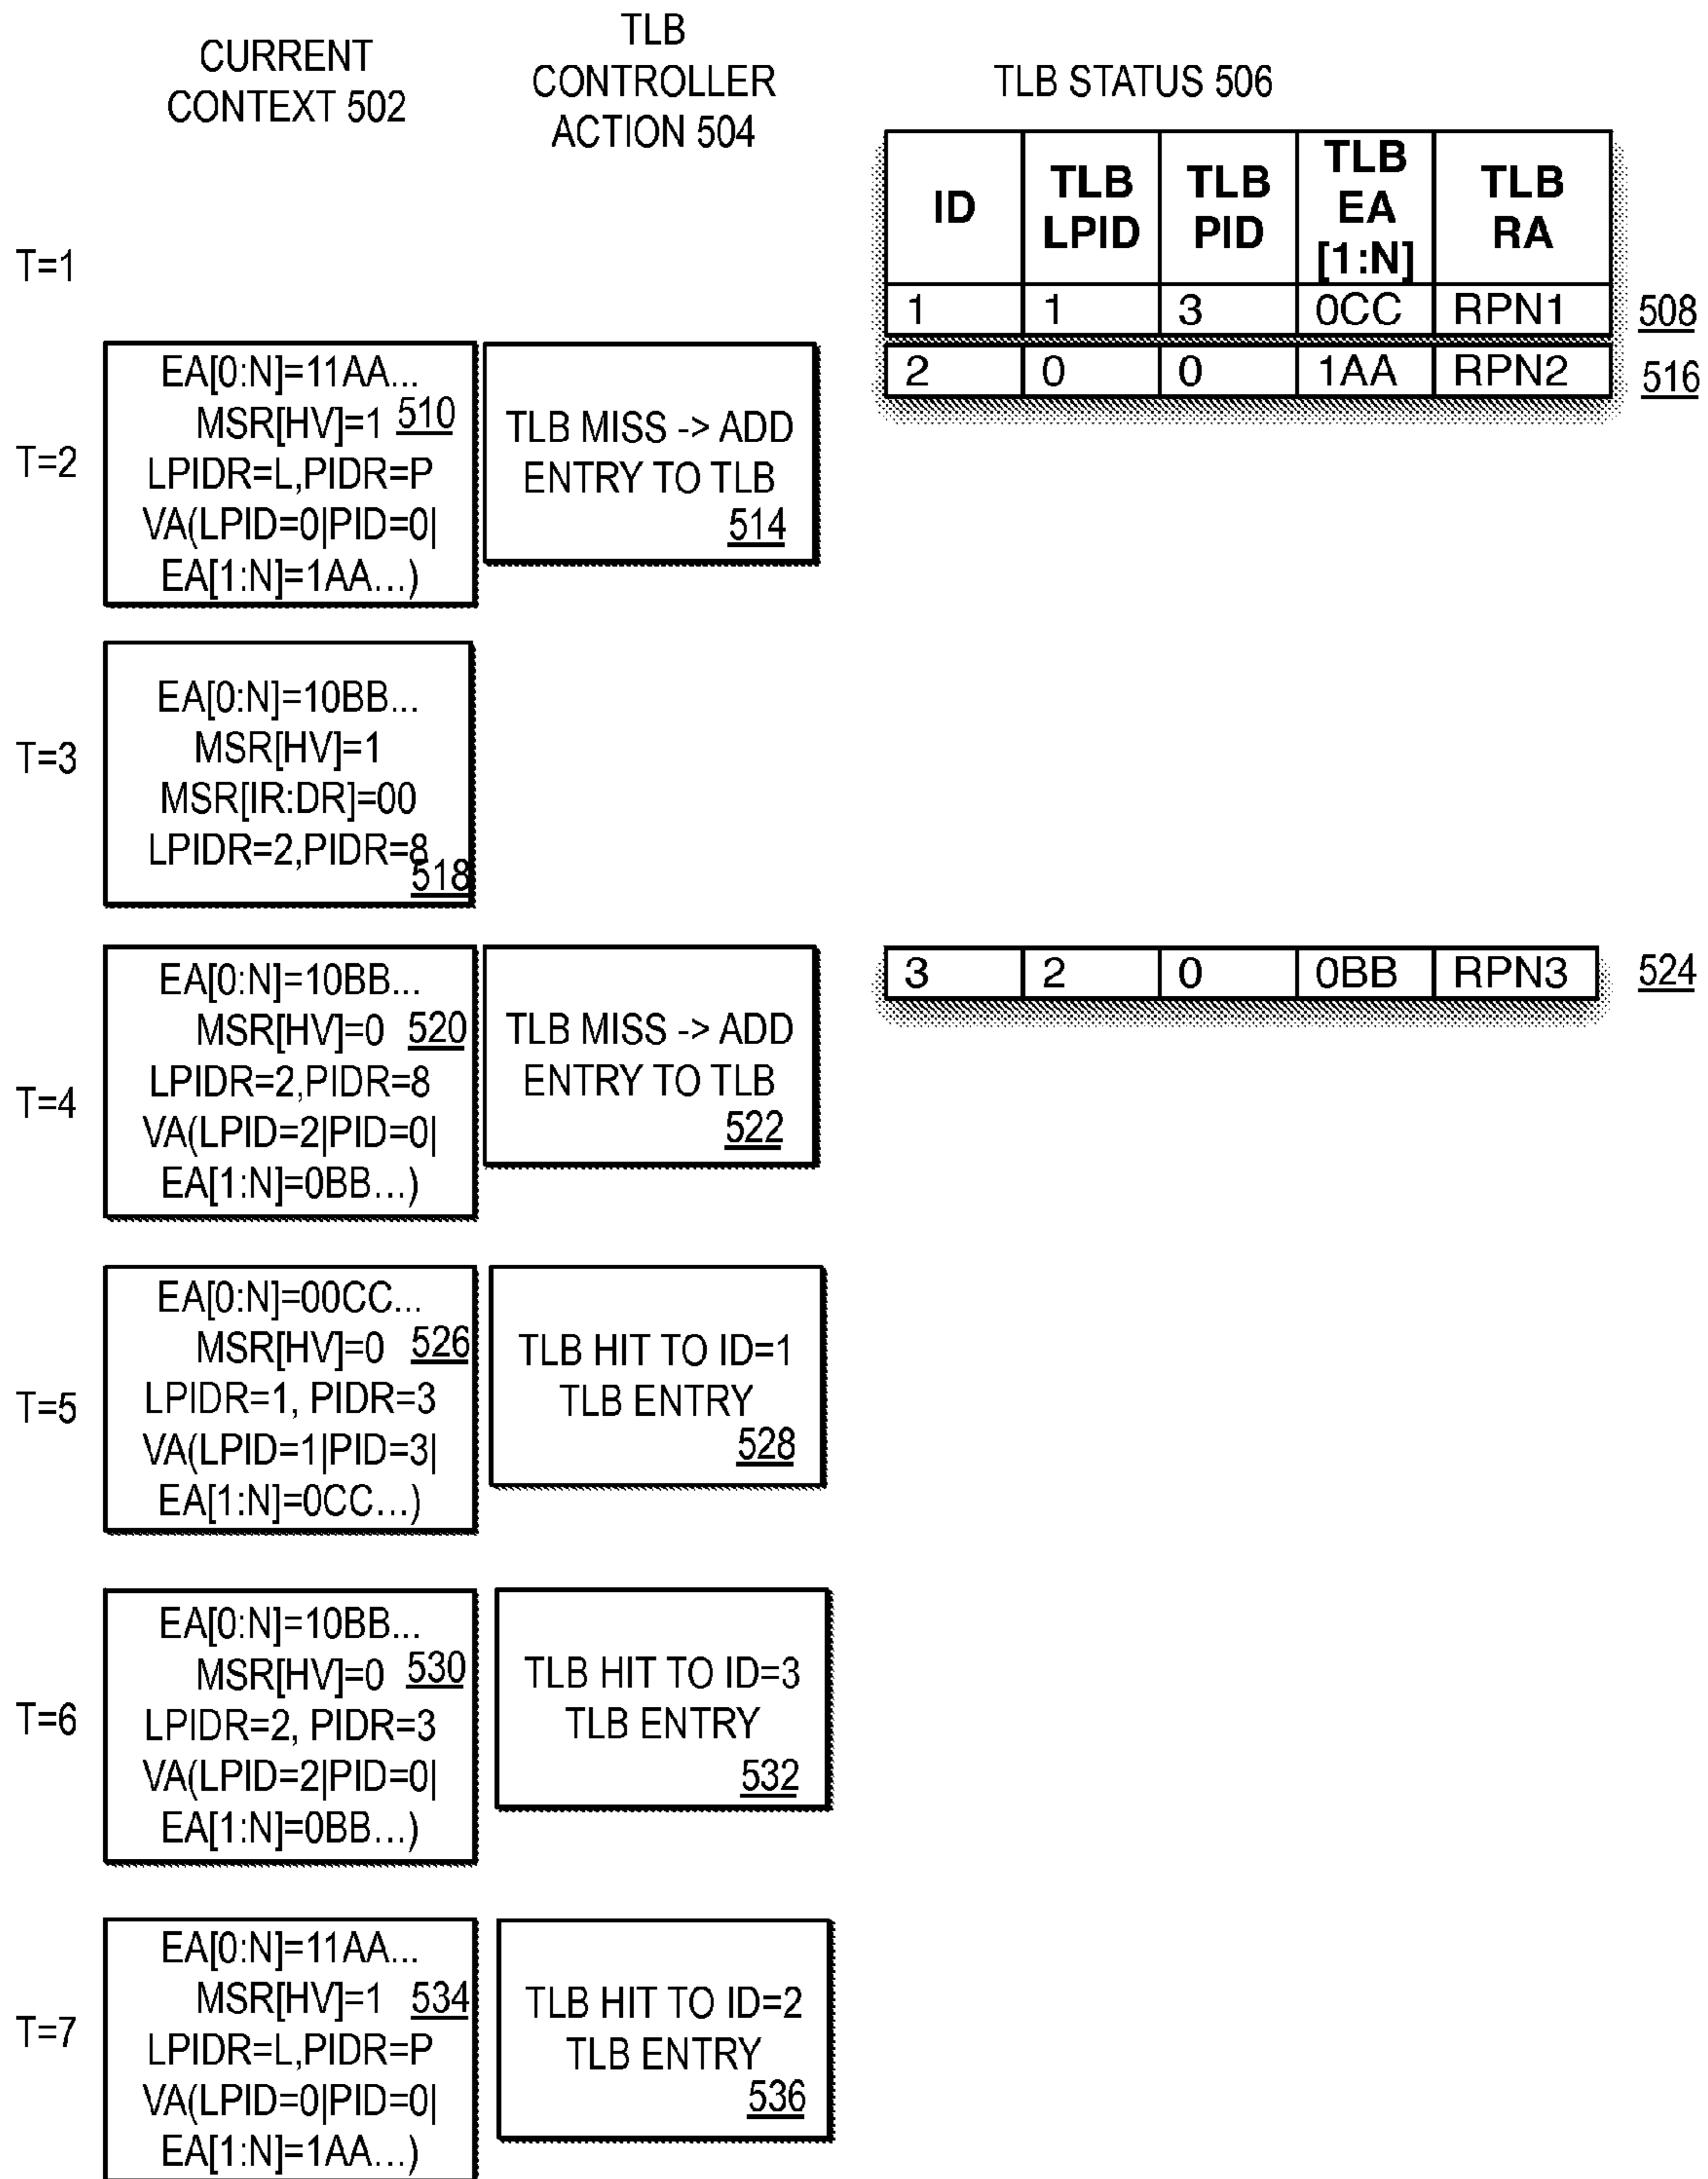 CURRENT
CONTEXT 502
TLB
CONTROLLER
ACTION 504
TLB STATUS 506
ID
TLB
LPID
TLB
PID
TLB
EA
[1:N]
TLB
RA
T=1
1 1 3 0CC RPN1 508
2 0 0 1AA RPN2 516
T=2
EA[0:N]=11AA...
MSR[HV]=1 510
LPIDR=L,PIDR=P
VA(LPID=0|PID=0|
EA[1:N]=1AA...)
TLB MISS -> ADD
ENTRY TO TLB
514
T=3
EA[0:N]=10BB...
MSR[HV]=1
MSR[IR:DR]=00
LPIDR=2,PIDR=8
518
T=4
EA[0:N]=10BB...
MSR[HV]=0 520
LPIDR=2,PIDR=8
VA(LPID=2|PID=0|
EA[1:N]=0BB...)
TLB MISS -> ADD
ENTRY TO TLB
522
3 2 0 0BB RPN3 524
T=5
EA[0:N]=00CC...
MSR[HV]=0 526
LPIDR=1, PIDR=3
VA(LPID=1|PID=3|
EA[1:N]=0CC...)
TLB HIT TO ID=1
TLB ENTRY
528
T=6
EA[0:N]=10BB...
MSR[HV]=0 530
LPIDR=2, PIDR=3
VA(LPID=2|PID=0|
EA[1:N]=0BB...)
TLB HIT TO ID=3
TLB ENTRY
532
T=7
EA[0:N]=11AA...
MSR[HV]=1 534
LPIDR=L,PIDR=P
VA(LPID=0|PID=0|
EA[1:N]=1AA...)
TLB HIT TO ID=2
TLB ENTRY
536